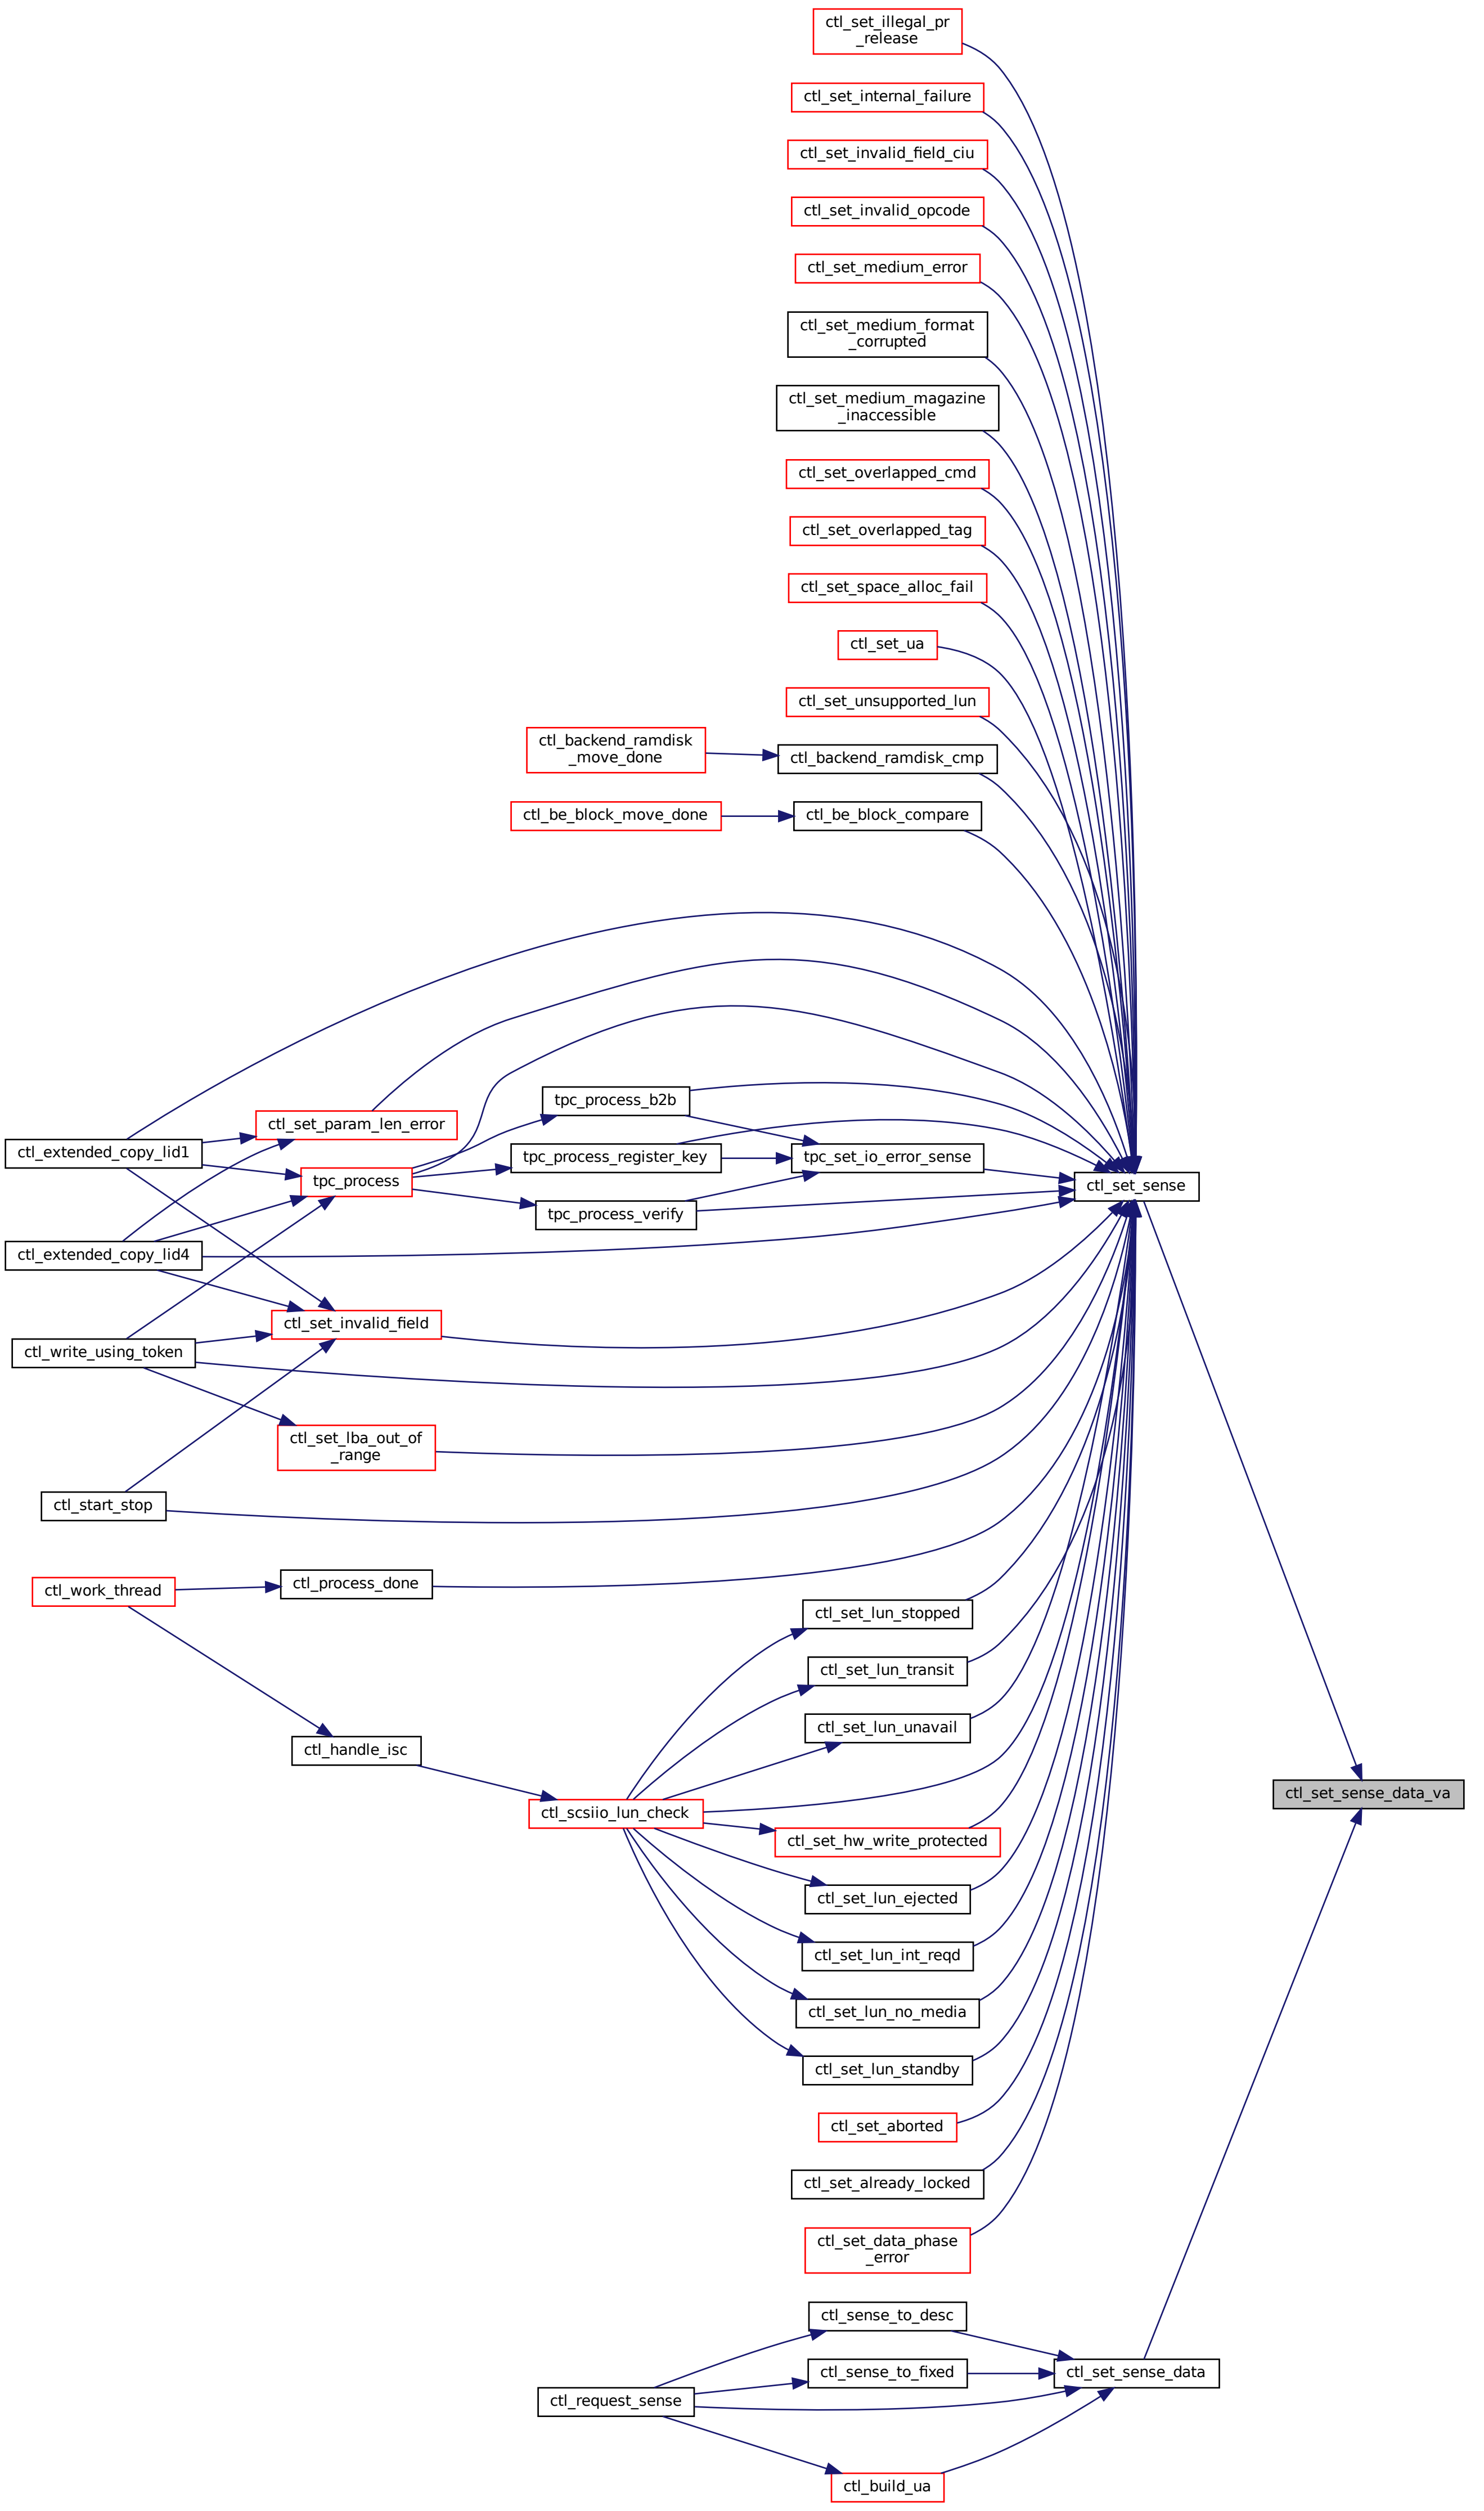 ctl_set_illegal_pr
_release
ctl_set_internal_failure
ctl_set_invalid_field_ciu
ctl_set_invalid_opcode
ctl_set_medium_error
ctl_set_medium_format
_corrupted
ctl_set_medium_magazine
_inaccessible
ctl_set_overlapped_cmd
ctl_set_overlapped_tag
ctl_set_space_alloc_fail
ctl_set_ua
ctl_set_unsupported_lun
ctl_backend_ramdisk
_move_done
ctl_backend_ramdisk_cmp
ctl_be_block_move_done
ctl_be_block_compare
tpc_process_b2b
ctl_set_param_len_error
ctl_extended_copy_lid1
tpc_process_register_key
tpc_set_io_error_sense
tpc_process
ctl_set_sense
tpc_process_verify
ctl_extended_copy_lid4
ctl_set_invalid_field
ctl_write_using_token
ctl_set_lba_out_of
_range
ctl_start_stop
ctl_process_done
ctl_work_thread
ctl_set_lun_stopped
ctl_set_lun_transit
ctl_set_lun_unavail
ctl_handle_isc
ctl_set_sense_data_va
ctl_scsiio_lun_check
ctl_set_hw_write_protected
ctl_set_lun_ejected
ctl_set_lun_int_reqd
ctl_set_lun_no_media
ctl_set_lun_standby
ctl_set_aborted
ctl_set_already_locked
ctl_set_data_phase
_error
ctl_sense_to_desc
ctl_sense_to_fixed
ctl_set_sense_data
ctl_request_sense
ctl_build_ua